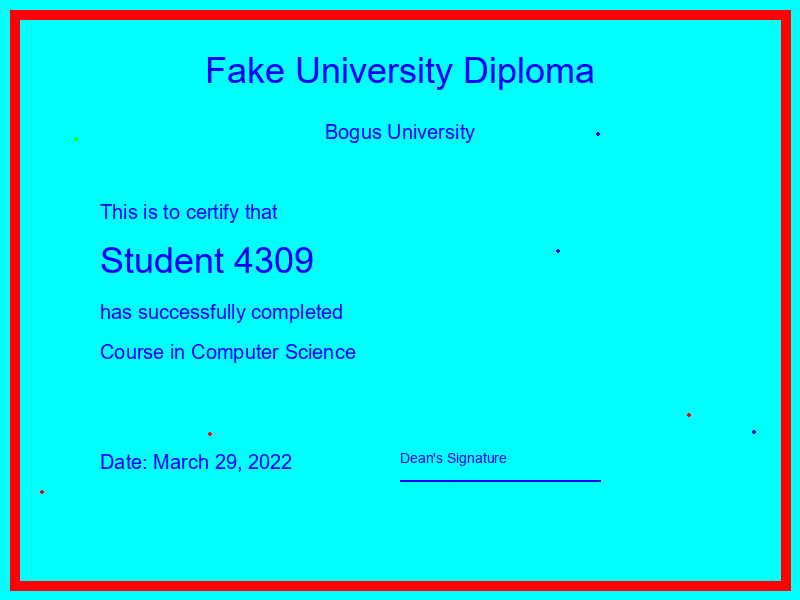 Fake University Diploma
Bogus University
This is to certify that
Student 4309
has successfully completed
Course in Computer Science
Date: March 29, 2022
Dean's Signature